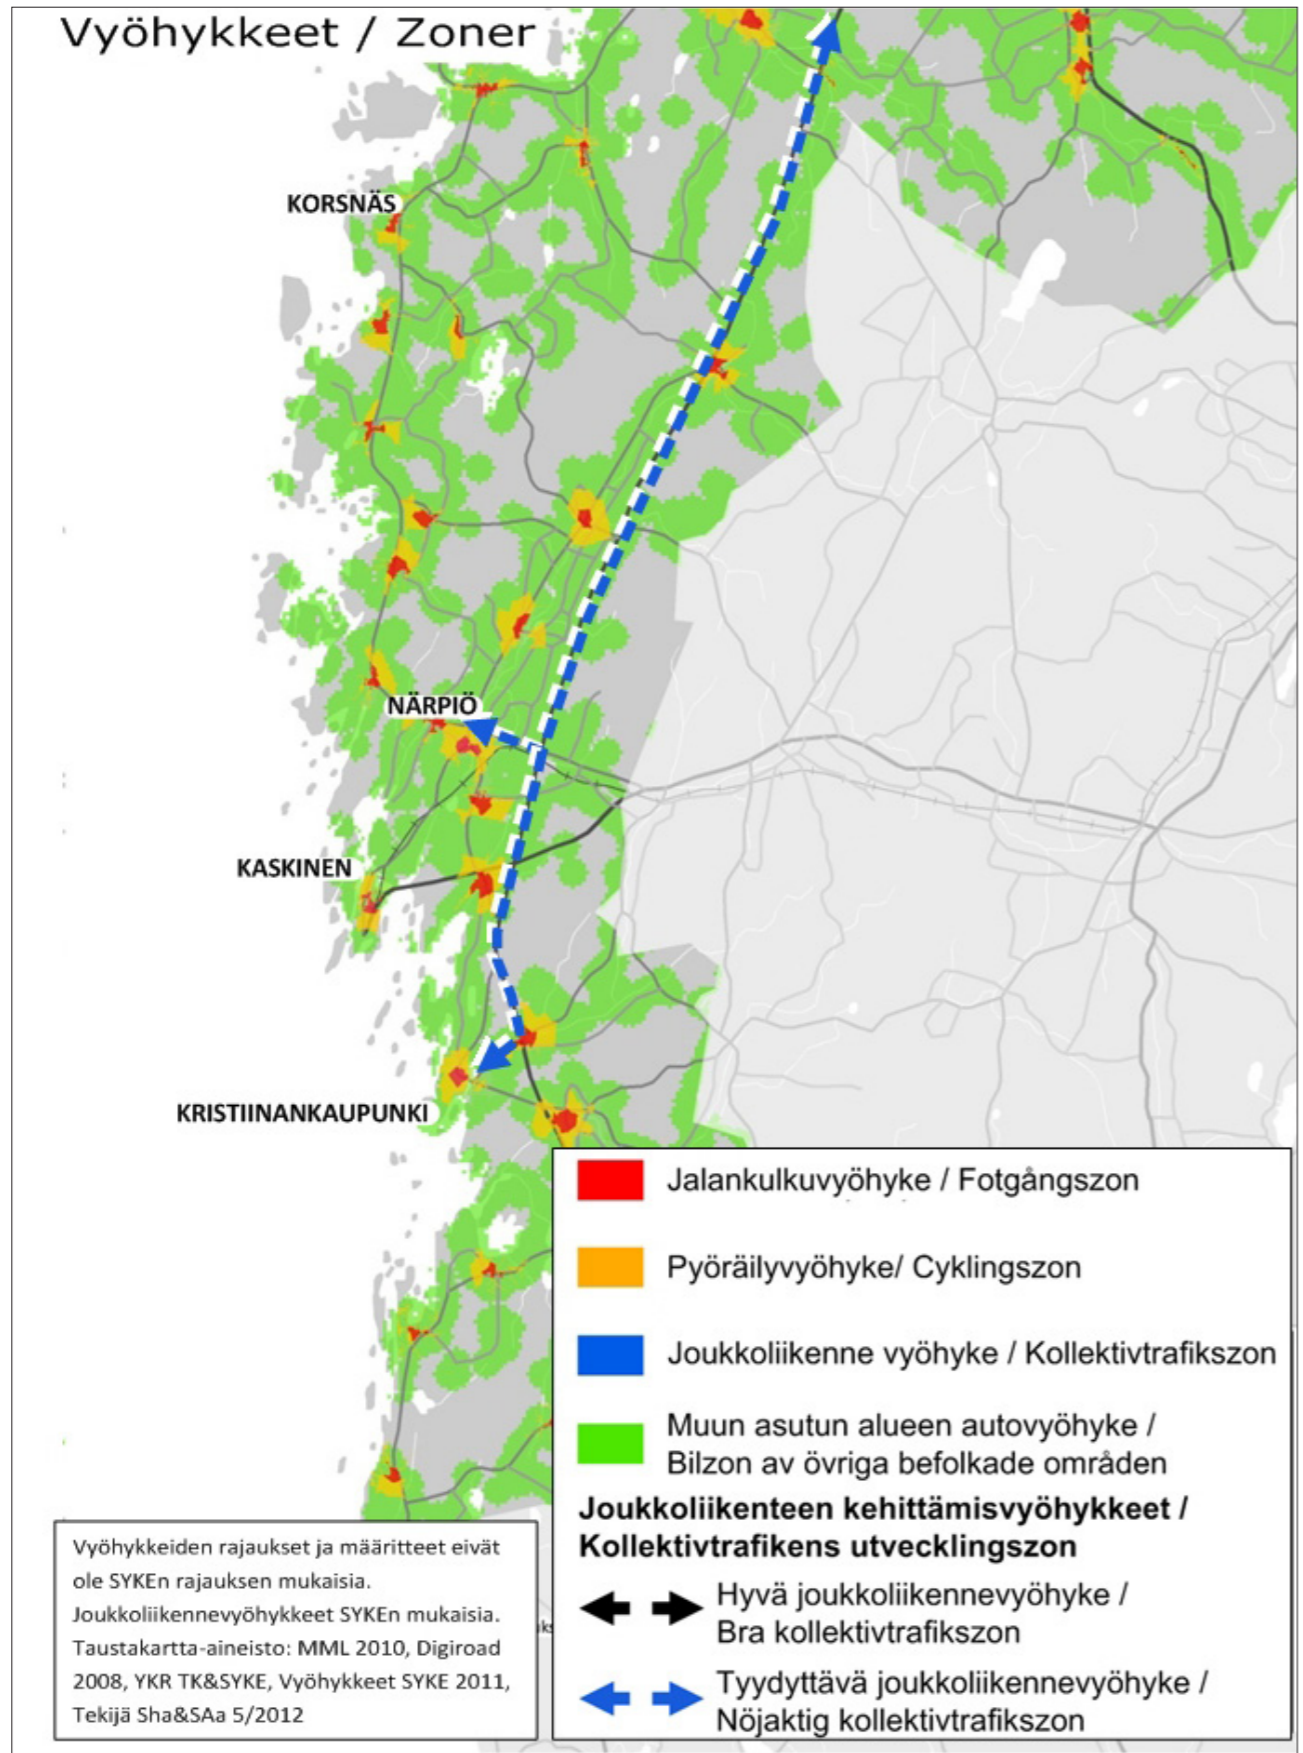 Vyöhykkeet / Zoner
KORSNÄS
NÄRPIÖ
KASKINEN
KRISTIINANKAUPUNKI
Jalankulkuvyöhyke / Fotgångszon
Pyöräilyvyöhyke/ Cyklingszon
Joukkoliikenne vyöhyke / Kollektivtrafikszon
Muun asutun alueen autovyöhyke /
Bilzon av övriga befolkade områden
Joukkoliikenteen kehittämisvyöhykkeet /
Kollektivtrafikens utvecklingszon
Hyvä joukkoliikennevyöhyke /
Bra kollektivtrafikszon
Tyydyttävä joukkoliikennevyöhyke /
Nöjaktig kollektivtrafikszon
Vyöhykkeiden rajaukset ja määritteet eivät
ole SYKEn rajauksen mukaisia.
Joukkoliikennevyöhykkeet SYKEn mukaisia.
Taustakartta-aineisto: MML 2010, Digiroad
2008, YKR TK&SYKE, Vyöhykkeet SYKE 2011,
Tekijä Sha&SAa 5/2012